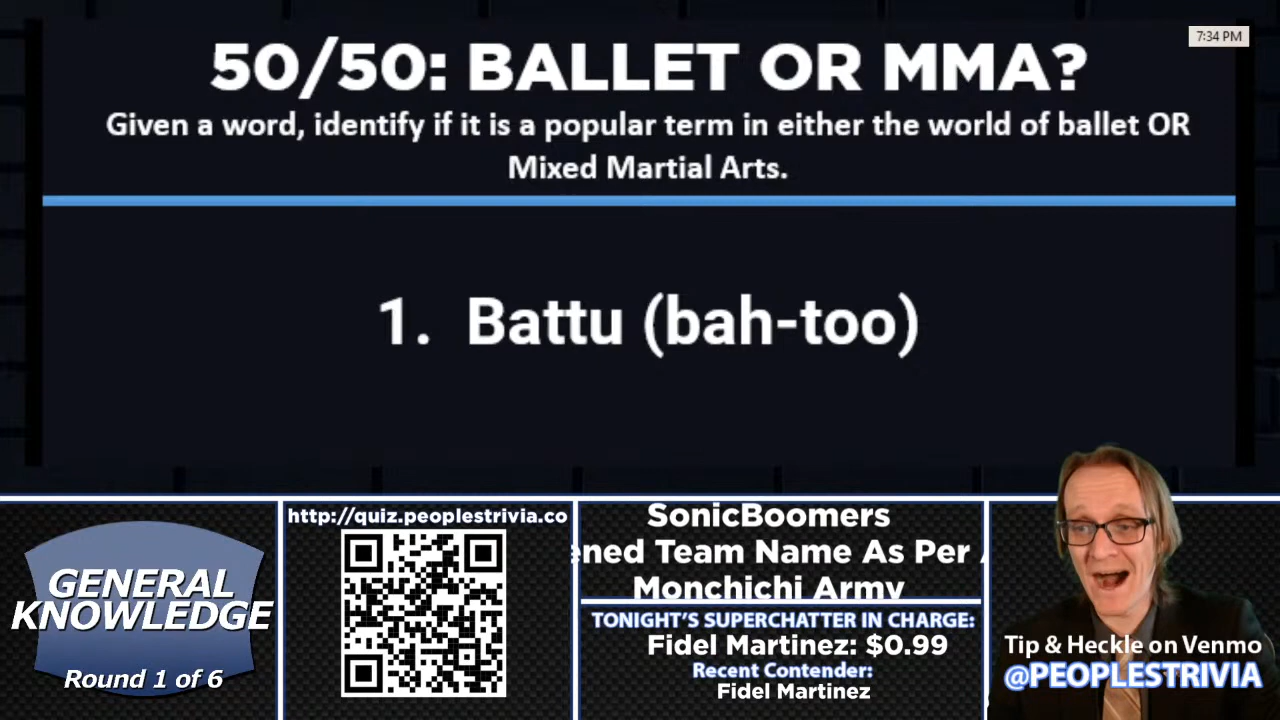 7:34 PM
50/50: BALLET OR MMA?
Given a word, identify if it is a popular term in either the world of ballet OR
Mixed Martial Arts.
1. Battu (bah-too)
GENERAL
KNOWLEDGE
Round 1 of 6
http://quiz.peoplestrivia.co
SonicBoomers
ened Team Name As Per
Monchichi Army
TONIGHT'S SUPERCHATTER IN CHARGE:
Fidel Martinez: $0.99
Recent Contender:
Fidel Martinez
Tip & Heckle on Venmo
@PEOPLESTRIVIA